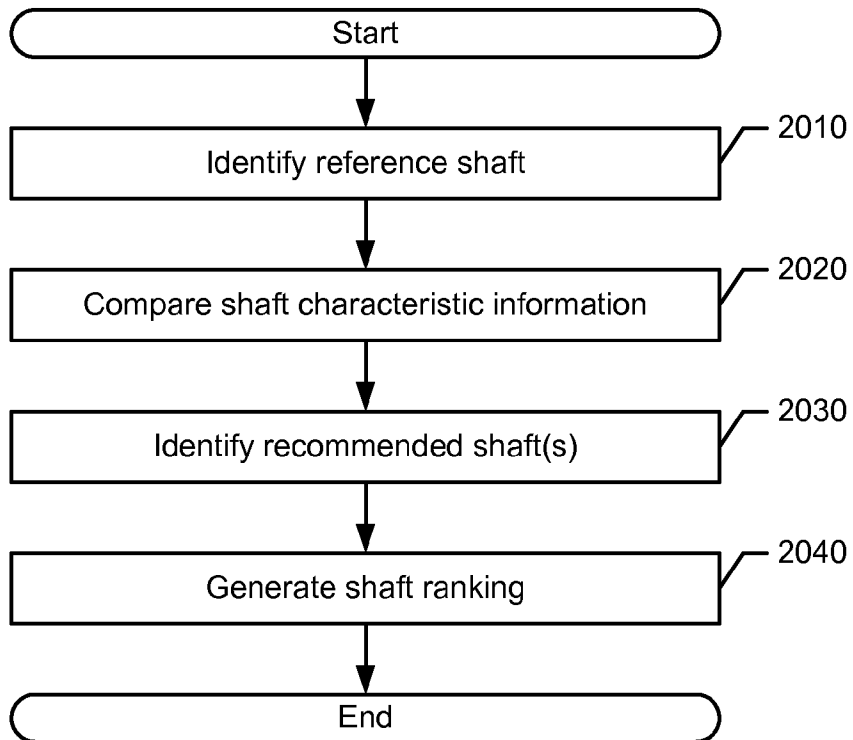 Start
2010
Identify reference shaft
2020
Compare shaft characteristic information
2030
Identify recommended shaft(s)
2040
Generate shaft ranking
End